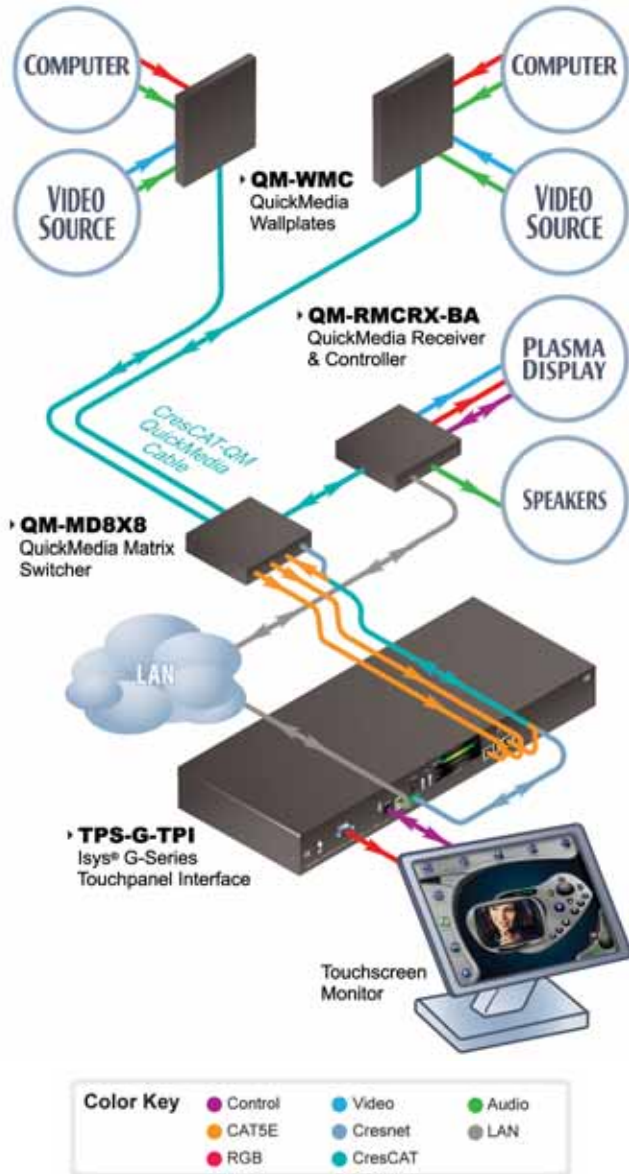 COMPUTER
COMPUTER
VIDEO
SOURCE
VIDEO
SOURCE
QM-WMC
QuickMedia
Wallplates
QM-RMCRX-BA
QuickMedia Receiver
& Controller
PLASMA
DISPLAY
CresCAT-QM
QuickMedia
Cable
SPEAKERS
QM-MD8X8
QuickMedia Matrix
Switcher
LAN
TPS-G-TPI
Isys® G-Series
Touchpanel Interface
Touchscreen
Monitor
Color Key
Control
Video
Audio
CAT5E
Cresnet
LAN
RGB
CresCAT